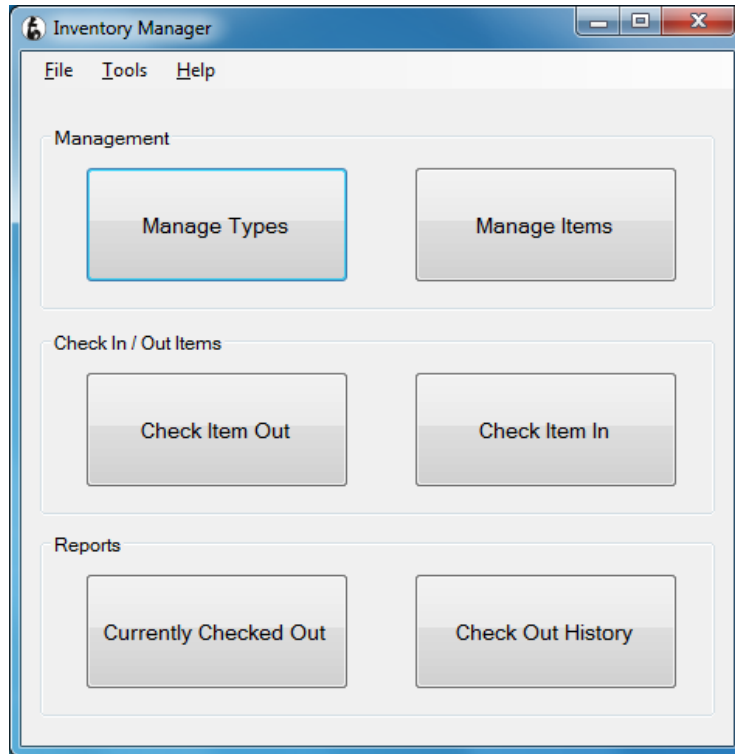 Inventory Manager
File Tools Help
Management
Manage Types Manage Items
Check In / Out Items
Check Item Out Check Item In
Reports
Currently Checked Out Check Out History